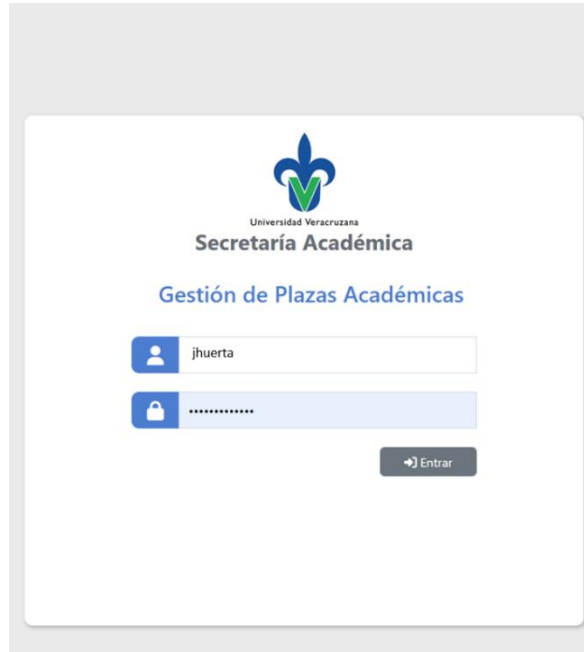 Universidad Veracruzana
Secretaría Académica
Gestión de Plazas Académicas
jhuerta
•••••••••••••
Entrar